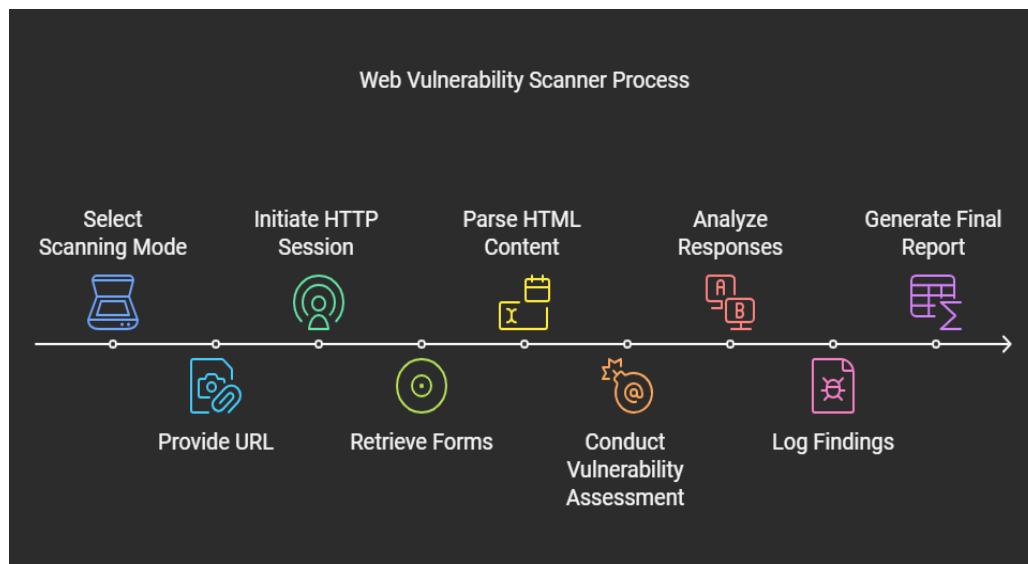 Web Vulnerability Scanner Process
Select
Scanning Mode
Provide URL
Initiate HTTP
Session
Retrieve Forms
Parse HTML
Content
Conduct
Vulnerability
Assessment
Analyze
Responses
A
B
Log Findings
Generate Final
Report